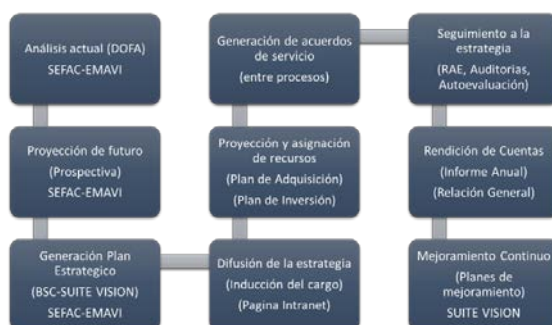 Análisis actual (DOFA)
SEFAC-EMAVI
Proyección de futuro
(Prospectiva)
SEFAC-EMAVI
Generación Plan
Estrategico
(BSC-SUITE VISION)
SEFAC-EMAVI
Difusión de la estrategia
(Inducción del cargo)
(Pagina Intranet)
Proyección y asignación
de recursos
(Plan de Adquisición)
(Plan de Inversión)
Generación de acuerdos
de servicio
(entre procesos)
Seguimiento a la
estrategia
(RAE, Auditorias,
Autoevaluación)
Rendición de Cuentas
(Informe Anual)
(Relación General)
Mejoramiento Continuo
(Planes de
mejoramiento)
SUITE VISION